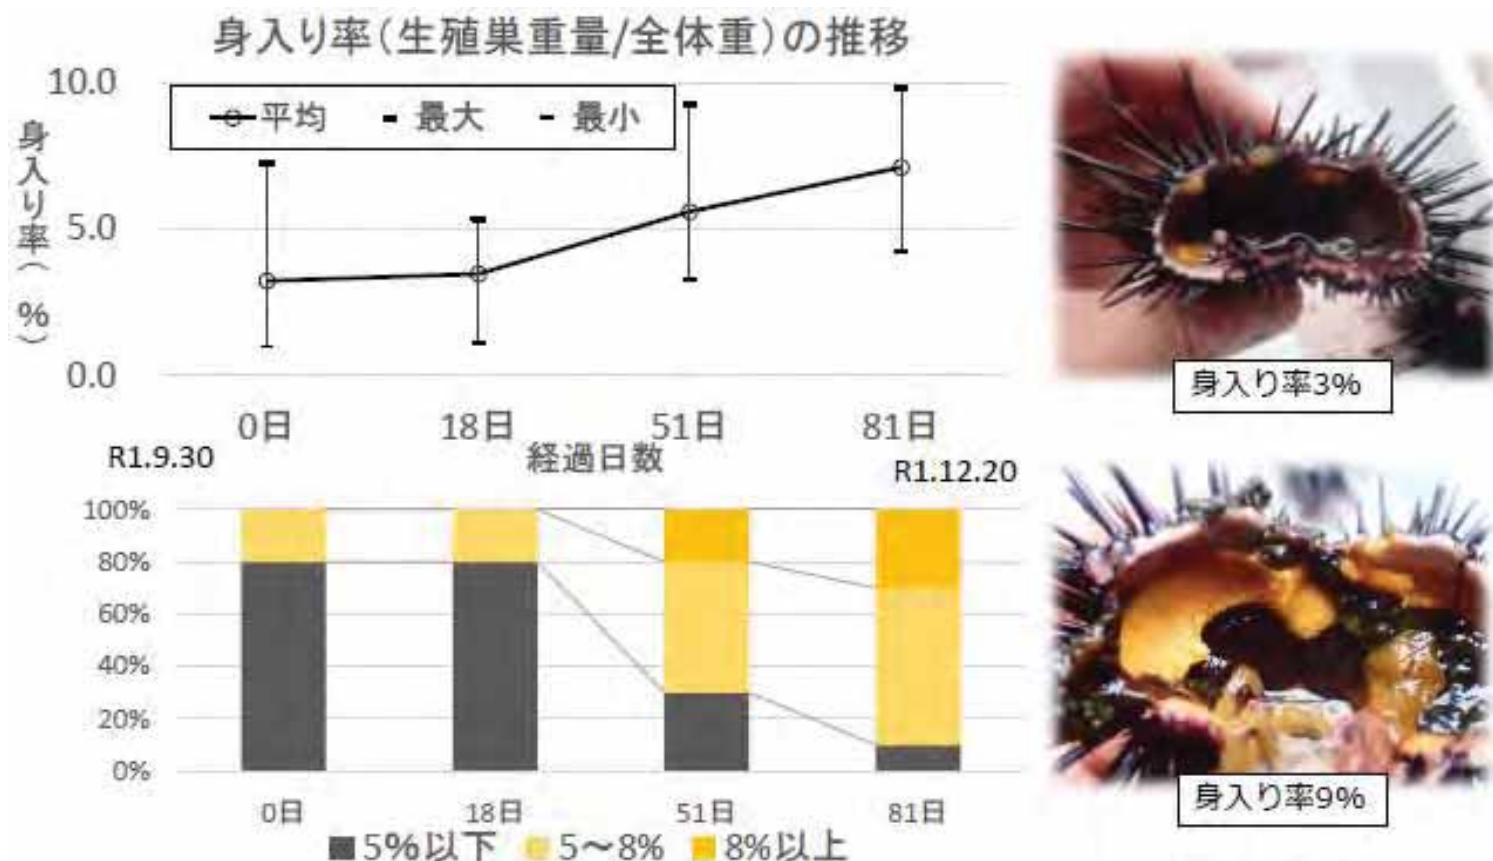 身入り率(生殖巣重量/全体重)の推移
身入り率(%)
10.0
5.0
0.0
平均 最大 最小
0日 18日 51日 81日
R1.9.30 経過日数 R1.12.20
100%
80%
60%
40%
20%
0%
0日 18日 51日 81日
5%以下 5～8% 8%以上
身入り率3%
身入り率9%